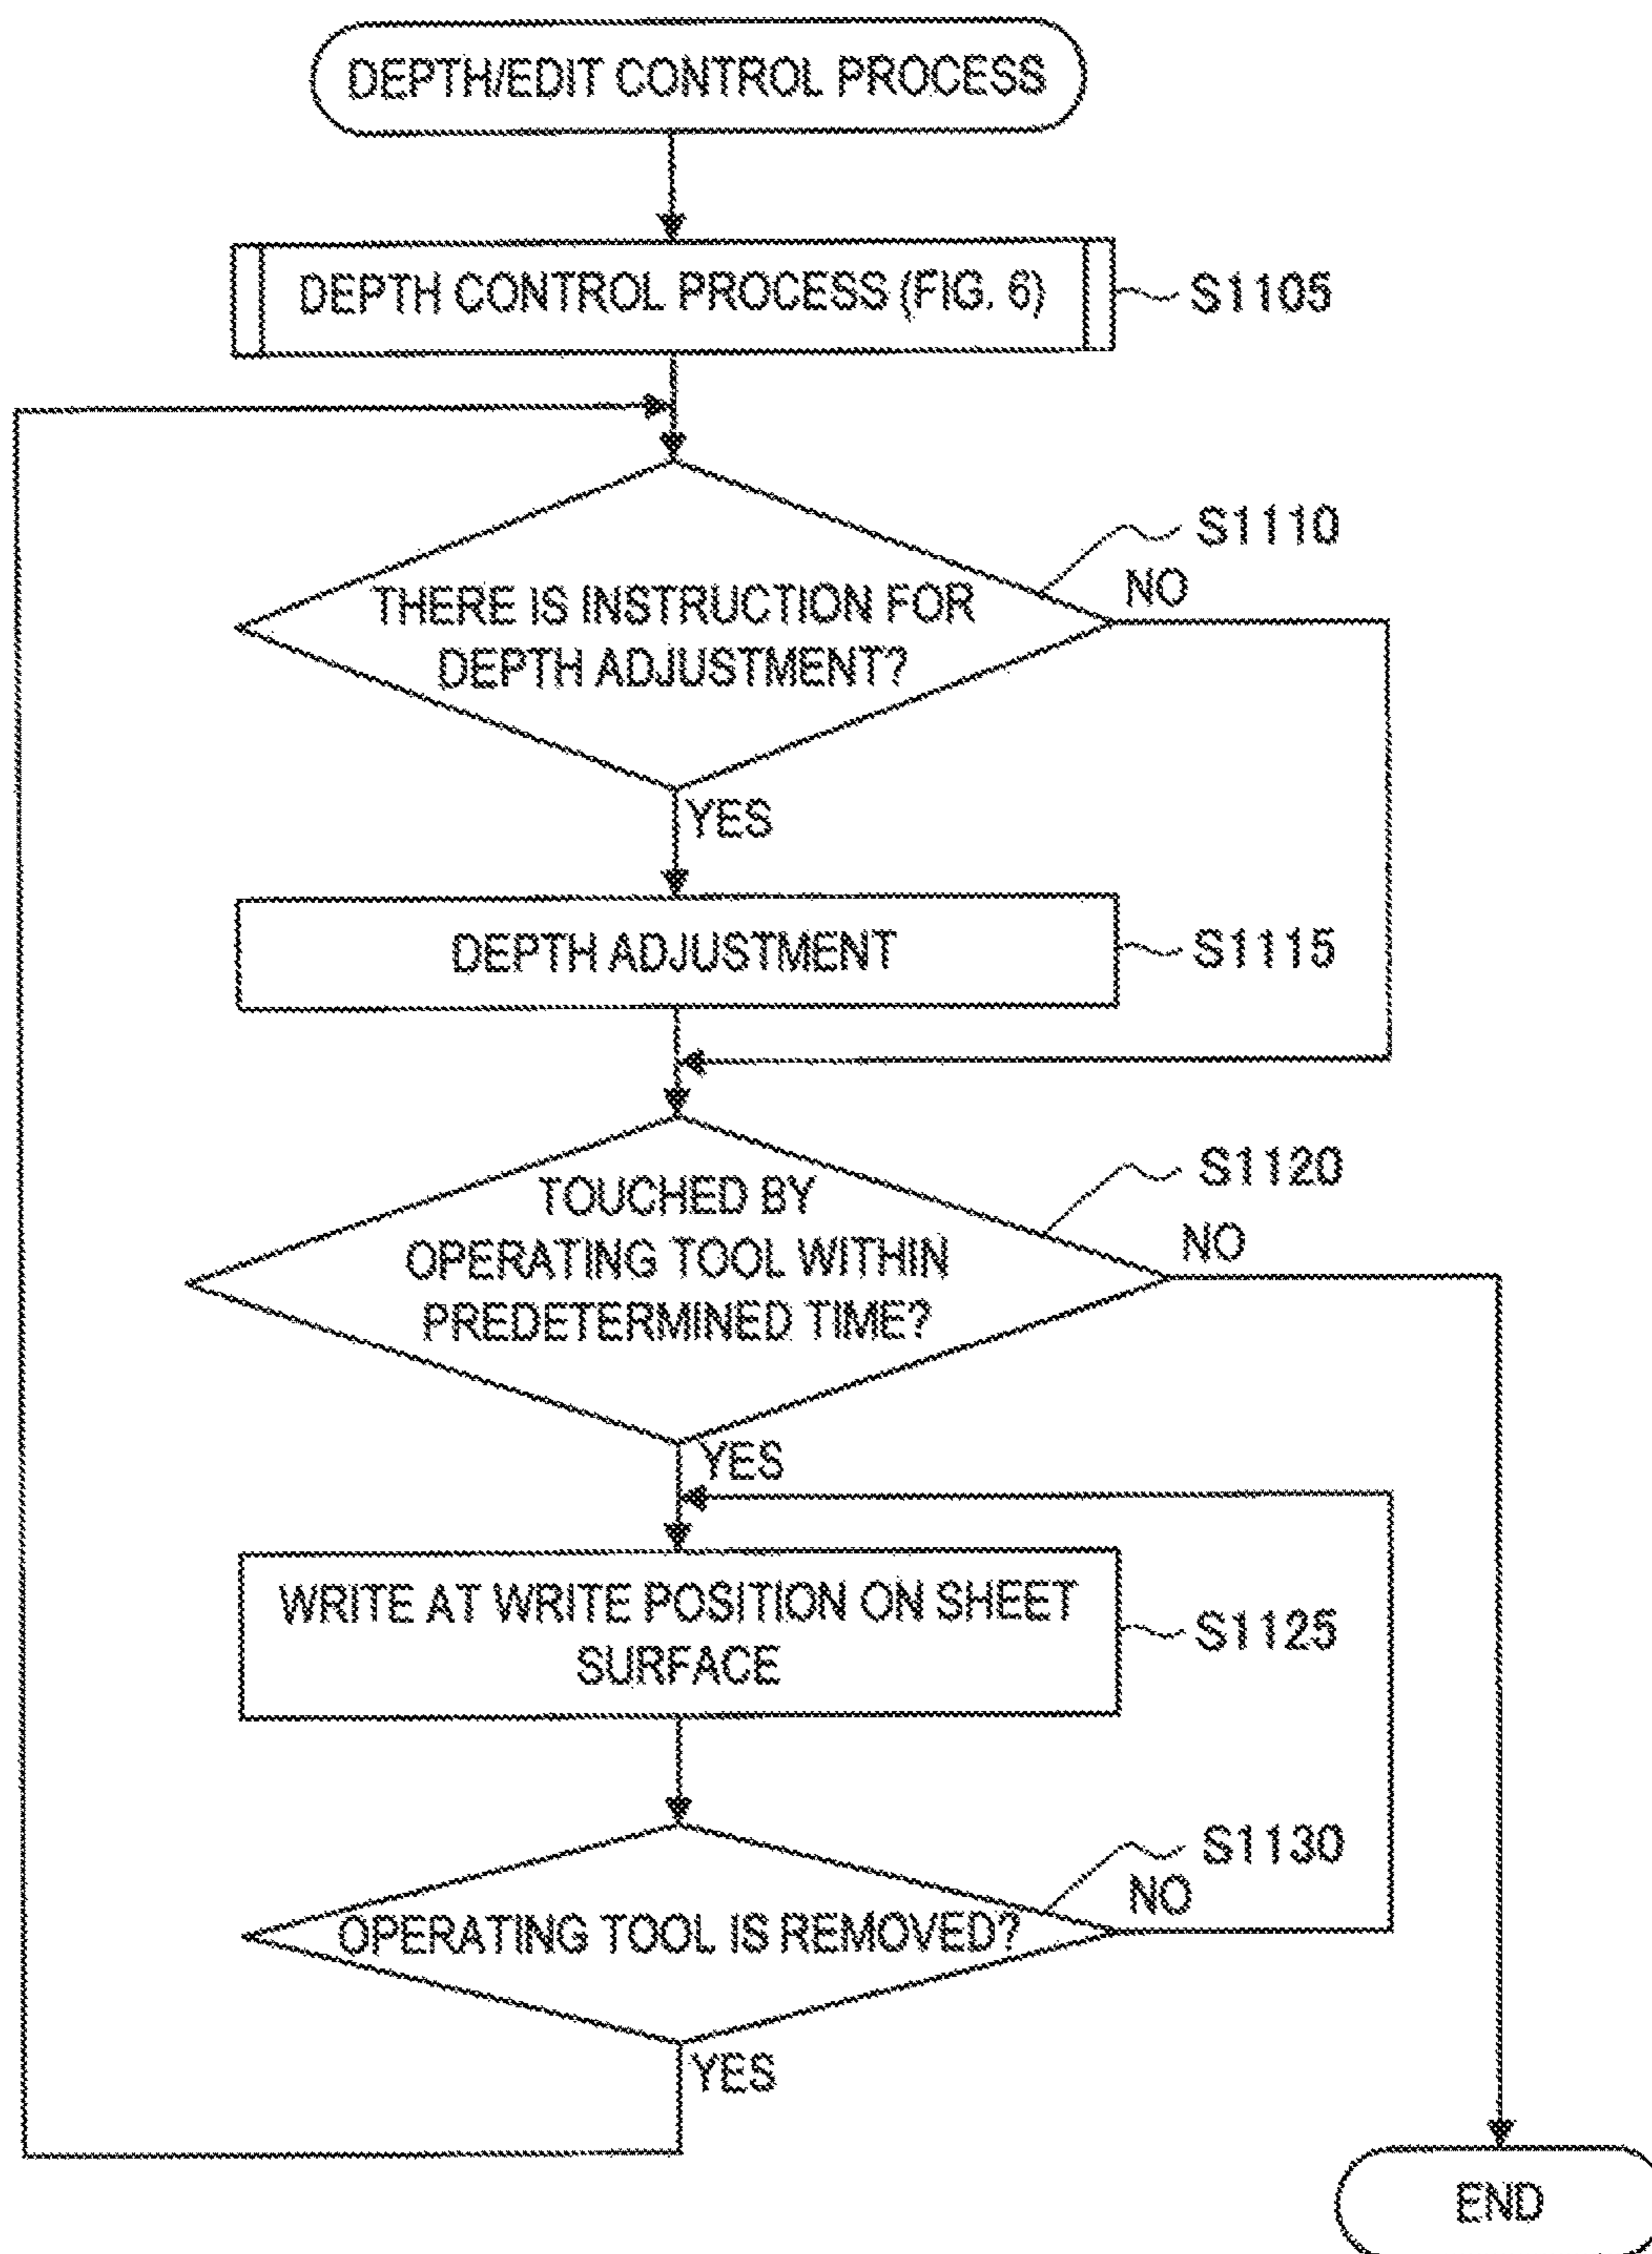 DEPTH/EDIT CONTROL PROCESS
DEPTH CONTROL PROCESS (FIG. 6)
S1105
S1110
NO
THERE IS INSTRUCTION FOR
DEPTH ADJUSTMENT?
YES
DEPTH ADJUSTMENT
S1115
S1120
NO
TOUCHED BY
OPERATING TOOL WITHIN
PREDETERMINED TIME?
YES
WRITE AT WRITE POSITION ON SHEET
SURFACE
S1125
S1130
NO
OPERATING TOOL IS REMOVED?
YES
END